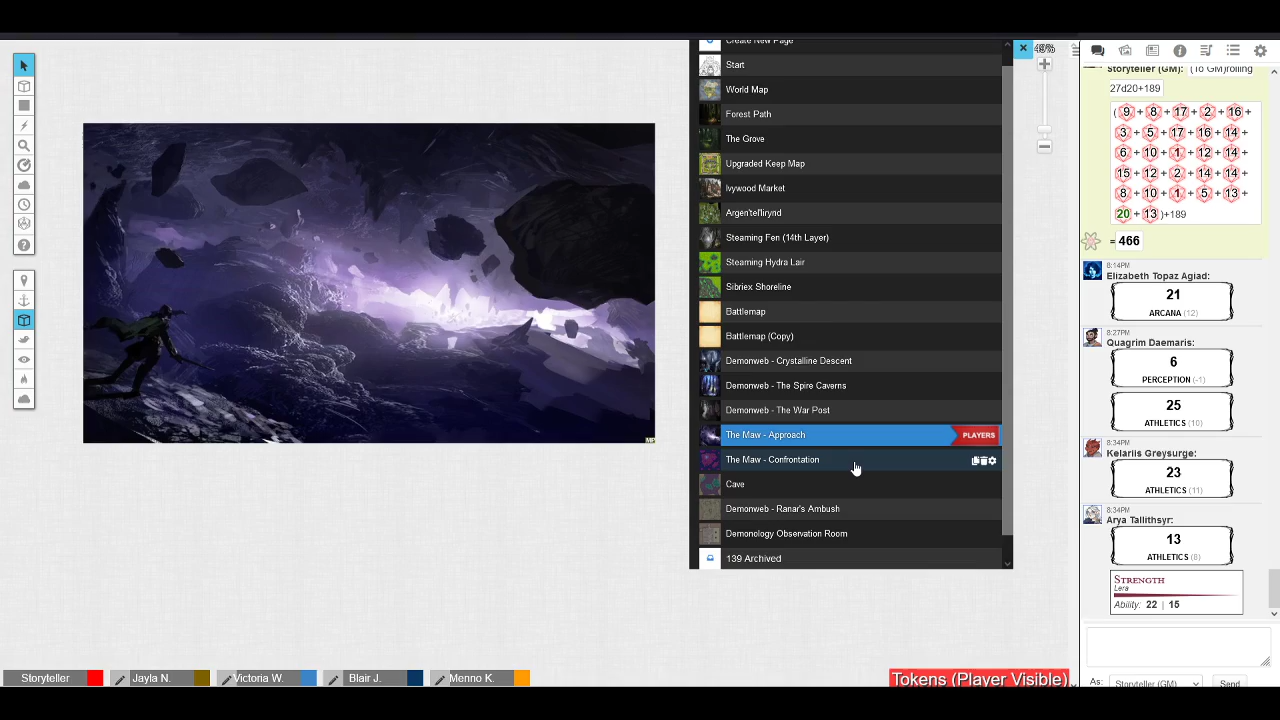 Create New Page
Start
World Map
Forest Path
The Grove
Upgraded Keep Map
Ivywood Market
Argen'tel'lirynd
Steaming Fen (14th Layer)
Steaming Hydra Lair
Sibriex Shoreline
Battlemap
Battlemap (Copy)
Demonweb - Crystalline Descent
Demonweb - The Spire Caverns
Demonweb - The War Post
The Maw - Approach
PLAYERS
The Maw - Confrontation
Cave
Demonweb - Ranar's Ambush
Demonology Observation Room
139 Archived
MP
Storyteller
Jayla N.
Victoria W.
Blair J.
Menno K.
Tokens (Player Visible)
Storyteller (GM): (To GM)rolling
27d20+189
(9+8+17+2+16+
3+5+17+16+14+
6+10+1+12+14+
15+12+2+14+14+
8+10+1+5+13+
20+13)+189
=466
8:14PM
Elizabeth Topaz Agiad:
21
ARCANA (12)
8:27PM
Quagrim Daemaris:
6
PERCEPTION (-1)
25
ATHLETICS (10)
8:34PM
Kelariis Greysurge:
23
ATHLETICS (11)
8:34PM
Arya Tallithsyr:
13
STRENGTH
Lera
Ability: 22 | 15
As:
Storyteller (GM)
Send